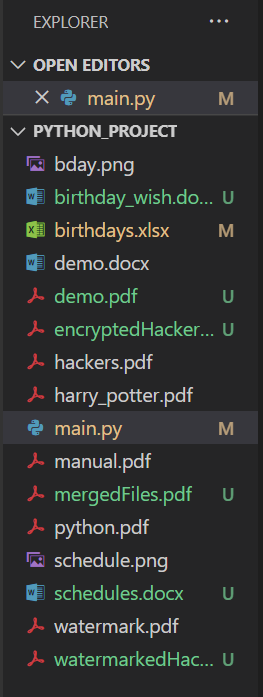 EXPLORER ...
OPEN EDITORS
main.py M
PYTHON_PROJECT
bday.png
birthday_wish.do... U
birthdays.xlsx M
demo.docx
demo.pdf U
encryptedHacker... U
hackers.pdf
harry_potter.pdf
main.py M
manual.pdf
mergedFiles.pdf U
python.pdf
schedule.png
schedules.docx U
watermark.pdf
watermarkedHac... U